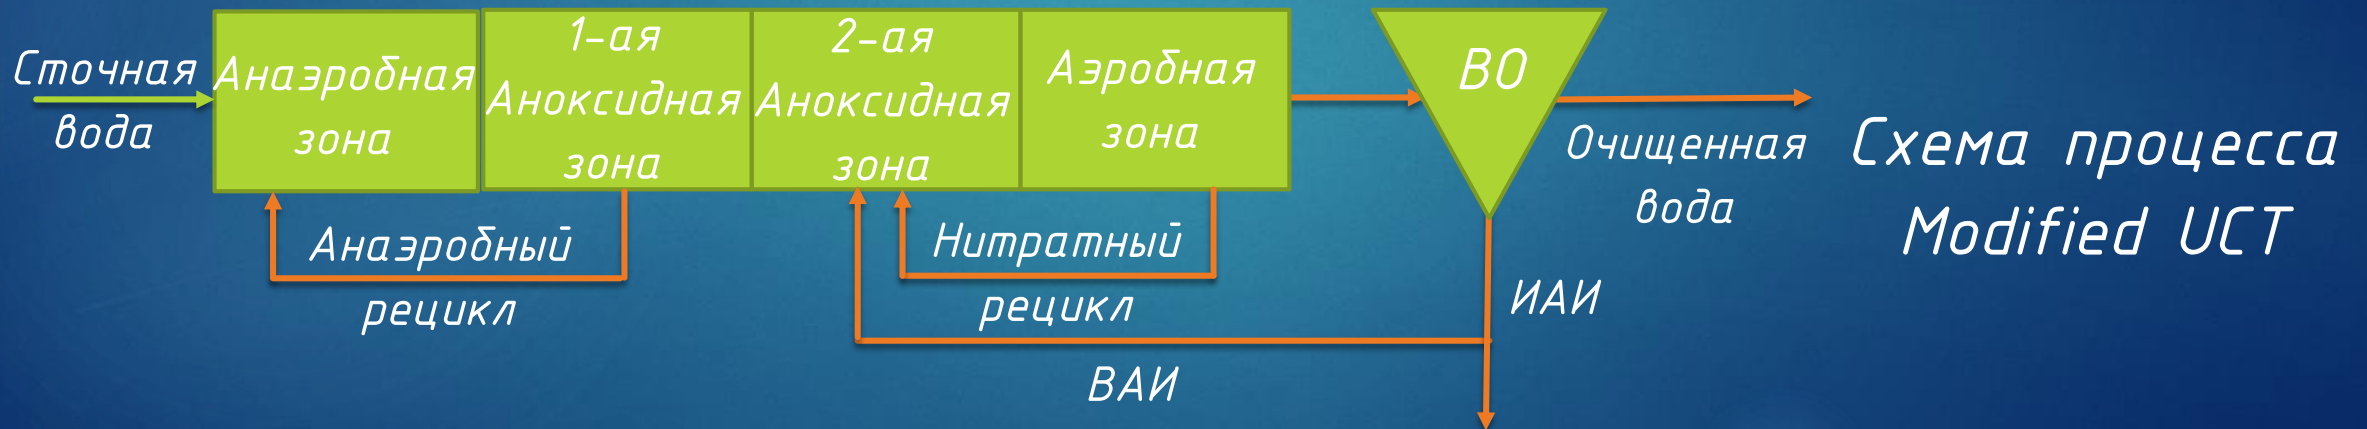 Сточная
вода
Анаэробная
зона
1-ая
Аноксидная
зона
2-ая
Аноксидная
зона
Аэробная
зона
ВО
Очищенная
вода
Схема процесса
Modified UCT
Анаэробный
рецикл
Нитратный
рецикл
ИАИ
ВАИ